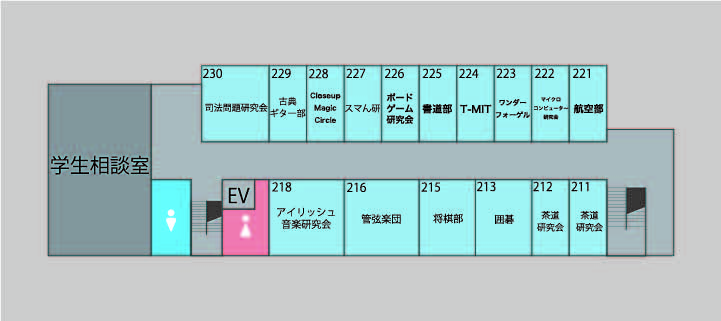 230
司法問題研究会
229
古典
ギター部
228
Closeup
Magic
Circle
227
スマん研
226
ボード
ゲーム
研究会
225
書道部
224
T-MIT
223
ワンダー
フォーゲル
222
マイクロ
コンピューター
研究会
221
航空部
学生相談室
EV
218
アイリッシュ
音楽研究会
216
管弦楽団
215
将棋部
213
囲碁
212
茶道
研究会
211
茶道
研究会